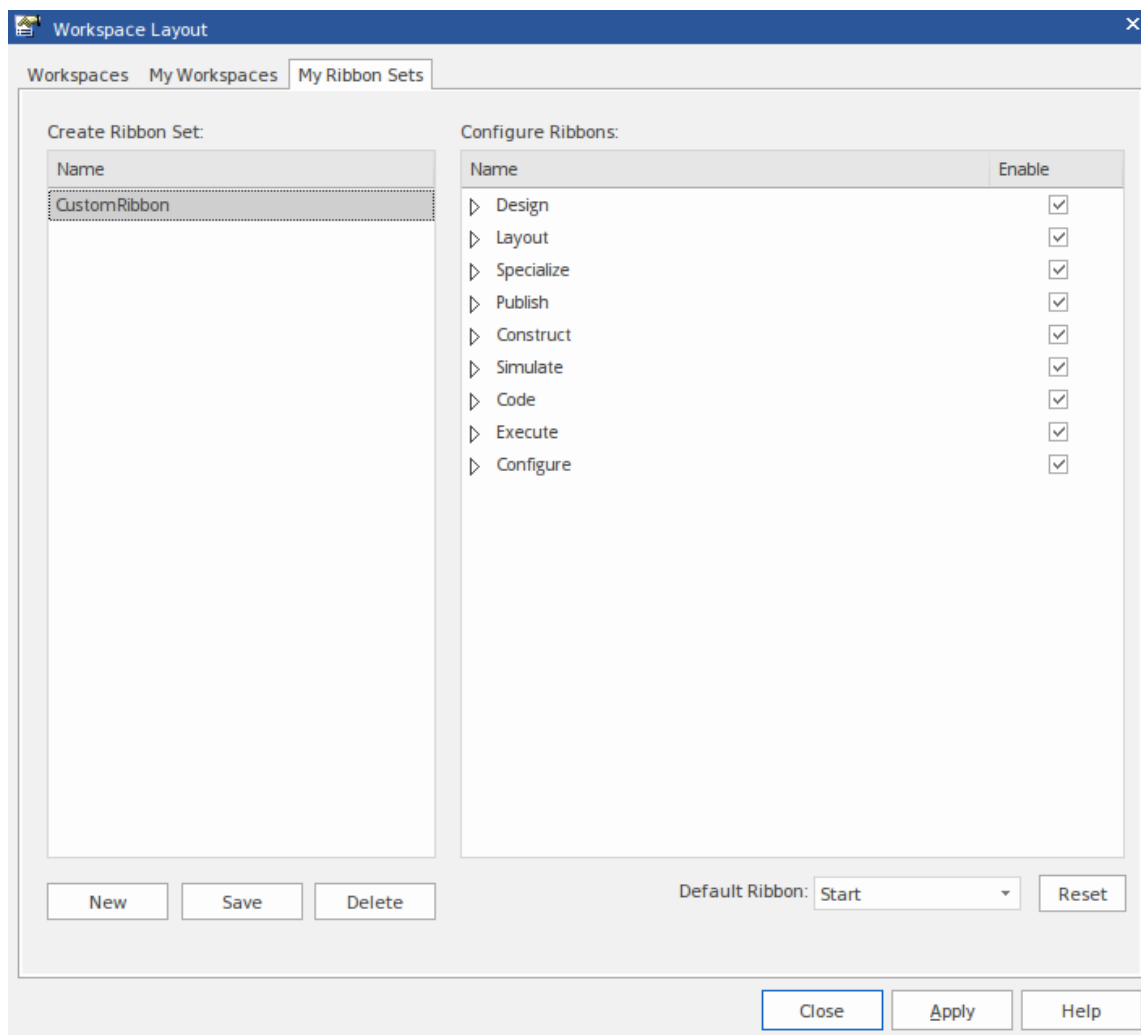 Workspace Layout
Workspaces My Workspaces My Ribbon Sets
Create Ribbon Set:
Name
CustomRibbon
New Save Delete
Configure Ribbons:
Name Enable
Design
Layout
Specialize
Publish
Construct
Simulate
Code
Execute
Configure
Default Ribbon: Start Reset
Close Apply Help